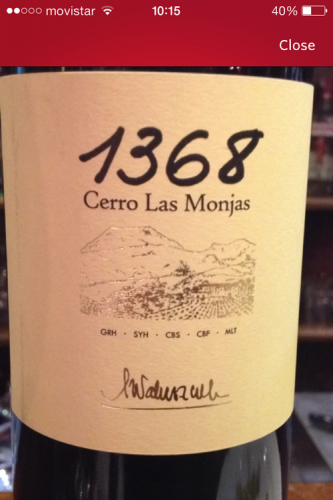 movistar 10:15 40%
Close
1368
Cerro Las Monjas
GRH · SYH · CBS · CBF · MLT